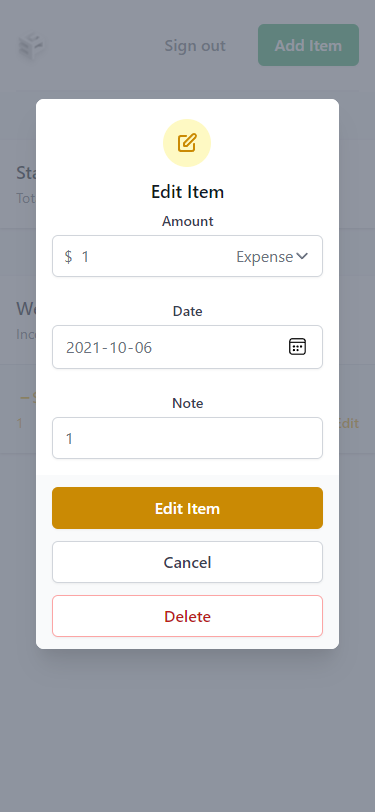 Sign out
Add Item
Sta
Tot
We
Inc
1
Edit
Edit Item
Amount
$ 1 Expense
Date
2021-10-06
Note
1
Edit Item
Cancel
Delete